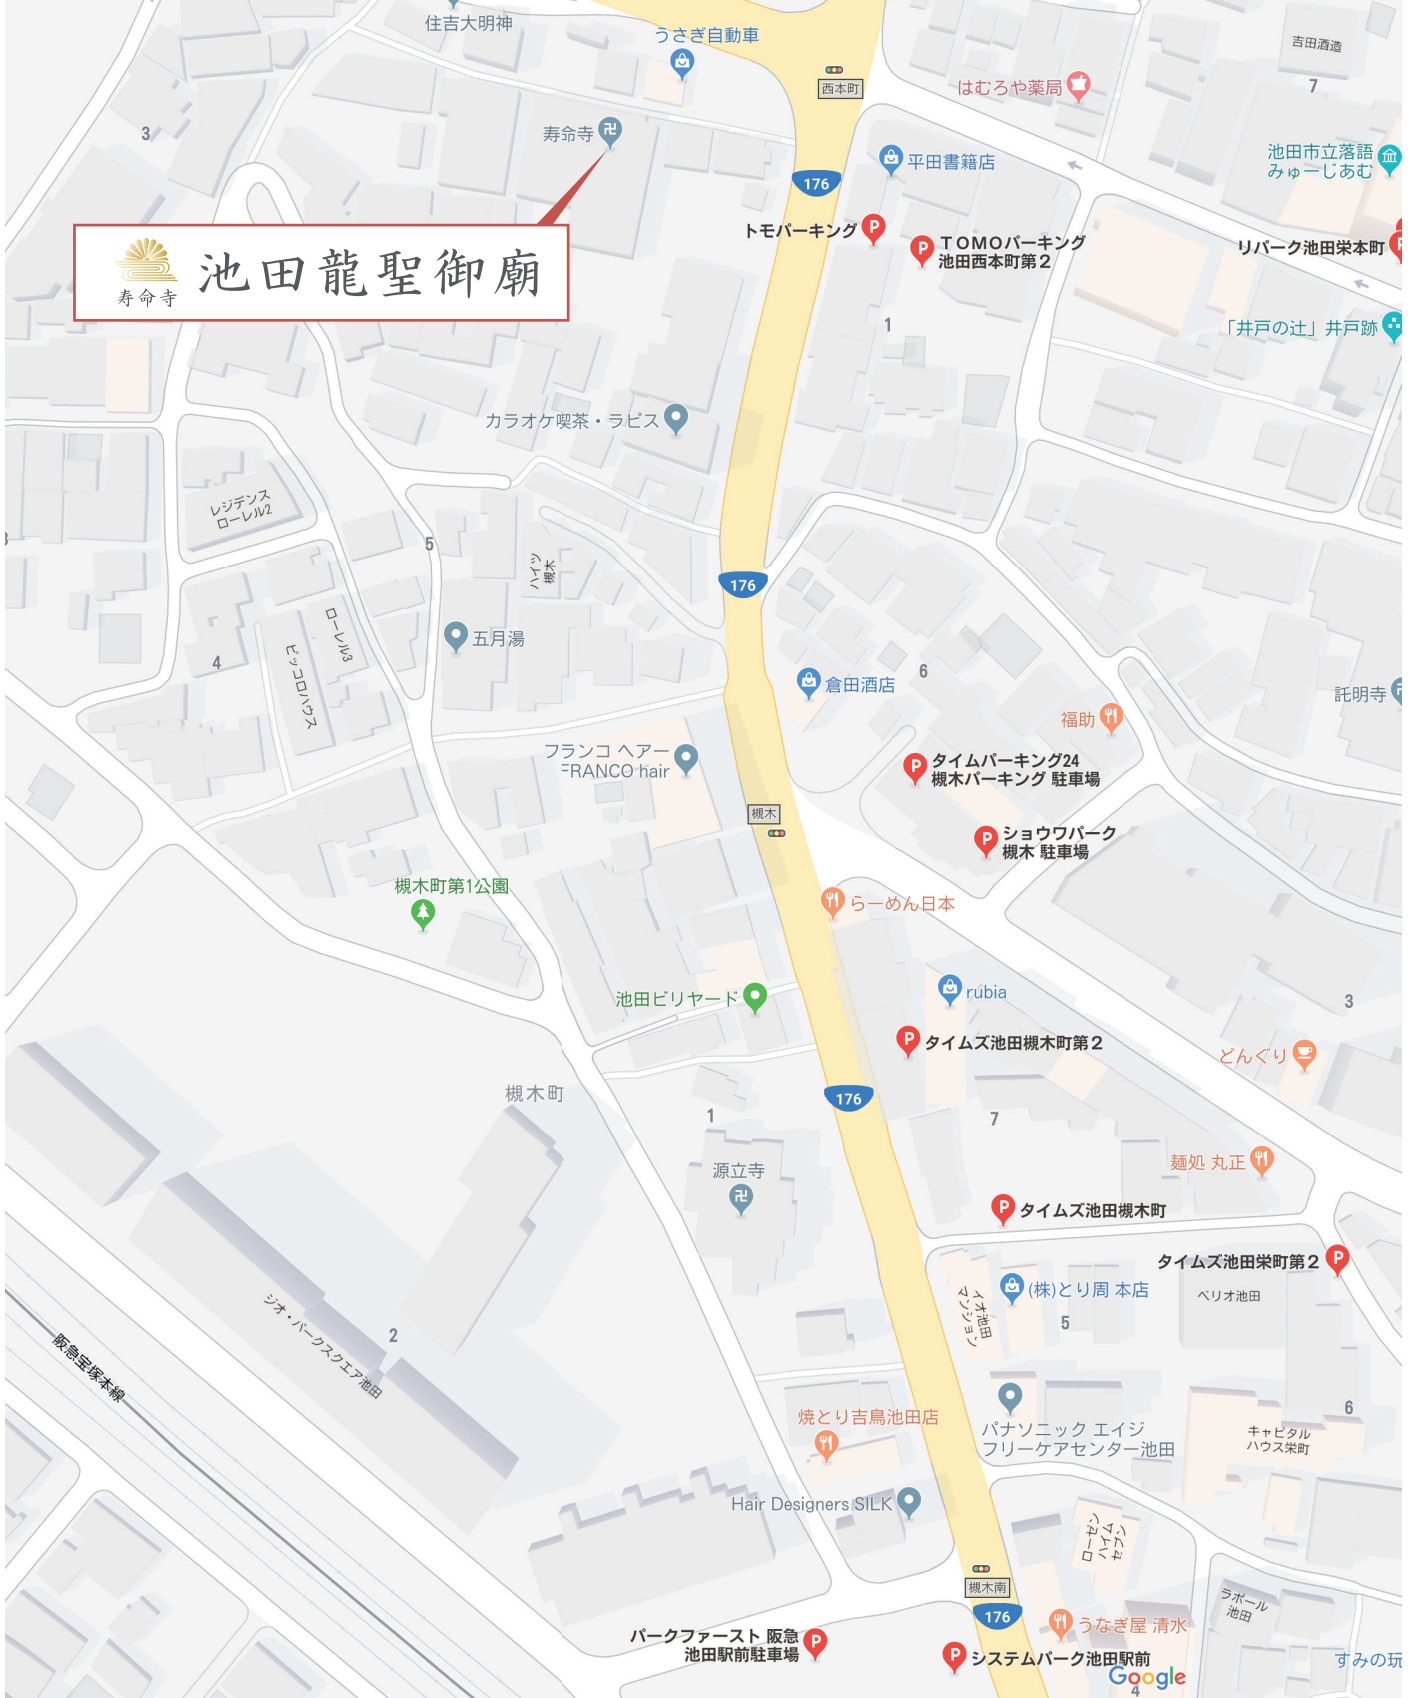 住吉大明神
うさぎ自動車
西本町
吉田酒造
7
はむろや薬局
3
寿命寺
平田書籍店
池田市立落語
みゅーじあむ
176
トモパーキング
TOMOパーキング
池田西本町第2
リパーク池田栄本町
寿命寺
池田龍聖御廟
1
「井戸の辻」井戸跡
カラオケ喫茶・ラピス
レジデンス
ローレル2
5
ハイツ
槻木
176
ローレル3
五月湯
4
ピッコロハウス
倉田酒店
6
託明寺
福助
フランコ ヘアー
FRANCO hair
タイムパーキング24
槻木パーキング 駐車場
槻木
ショウワパーク
槻木 駐車場
槻木町第1公園
らーめん日本
池田ビリヤード
rubia
3
タイムズ池田槻木町第2
どんぐり
槻木町
176
1
7
源立寺
麺処 丸正
タイムズ池田槻木町
タイムズ池田栄町第2
(株)とり周 本店
ベリオ池田
イオ池田
マンション
5
ジオ・パークスクエア池田
2
阪急宝塚本線
焼とり吉鳥池田店
パナソニック エイジ
フリーケアセンター池田
6
キャピタル
ハウス栄町
Hair Designers SILK
ローゼン
ハイム
セブン
槻木南
176
ラポール
池田
うなぎ屋 清水
パークファースト 阪急
池田駅前駐車場
システムパーク池田駅前
すみの玩
Google
4